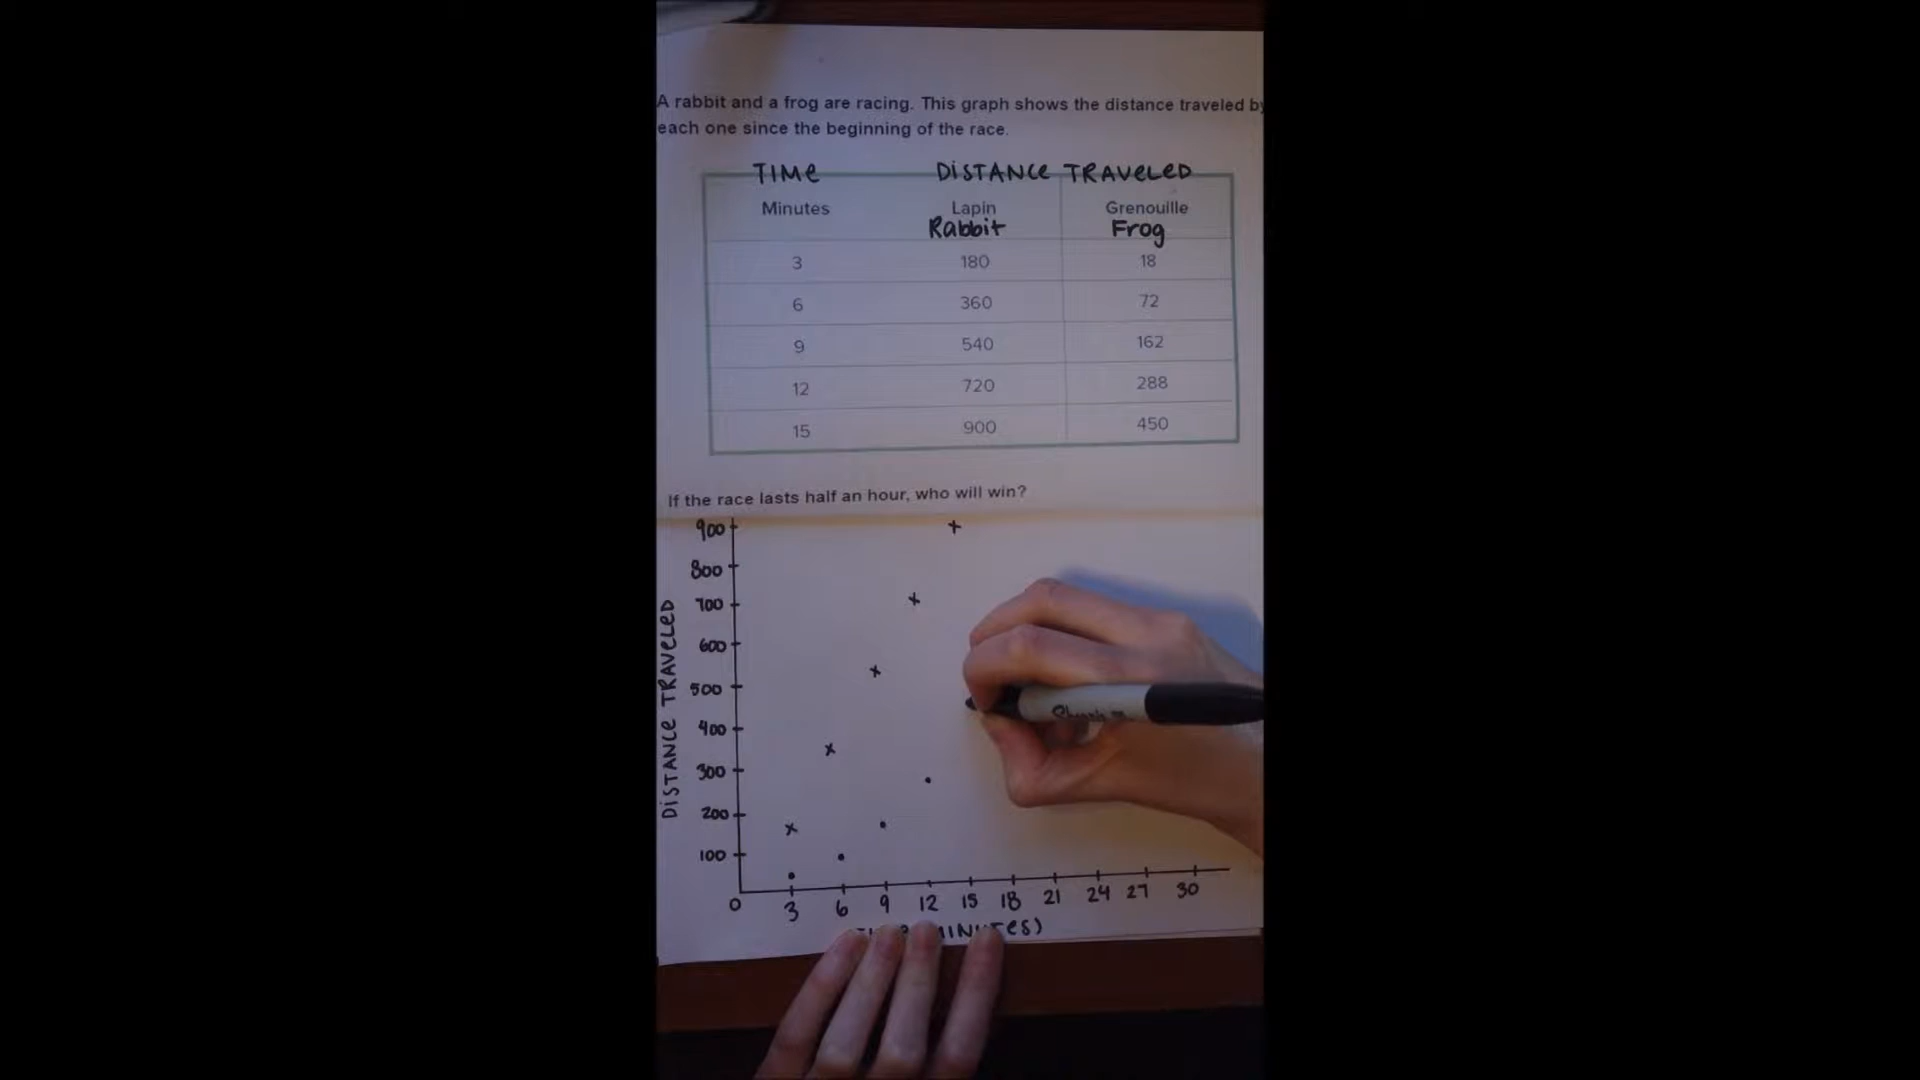 A rabbit and a frog are racing. This graph shows the distance traveled by
each one since the beginning of the race.
TIMe DiSTANce TRAVeLeD
Minutes Lapin Grenouille
Rabbit Frog
3 180 18
6 360 72
9 540 162
12 720 288
15 900 450
If the race lasts half an hour, who will win?
900
800
700
600
500
400
300
200
100
DiSTANce TRAVeLeD
0 3 6 9 12 15 18 21 24 27 30